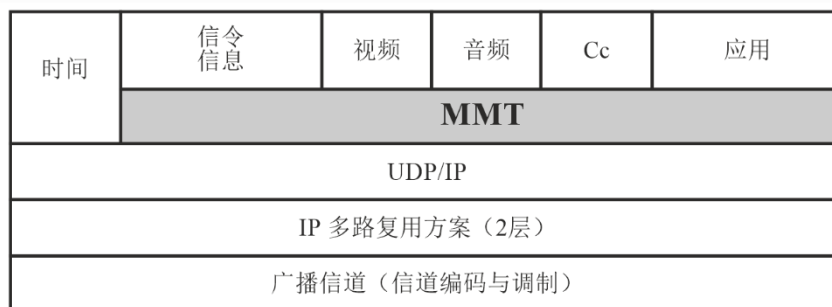 时间
信令
信息
视频
音频
Cc
应用
MMT
UDP/IP
IP 多路复用方案（2层）
广播信道（信道编码与调制）